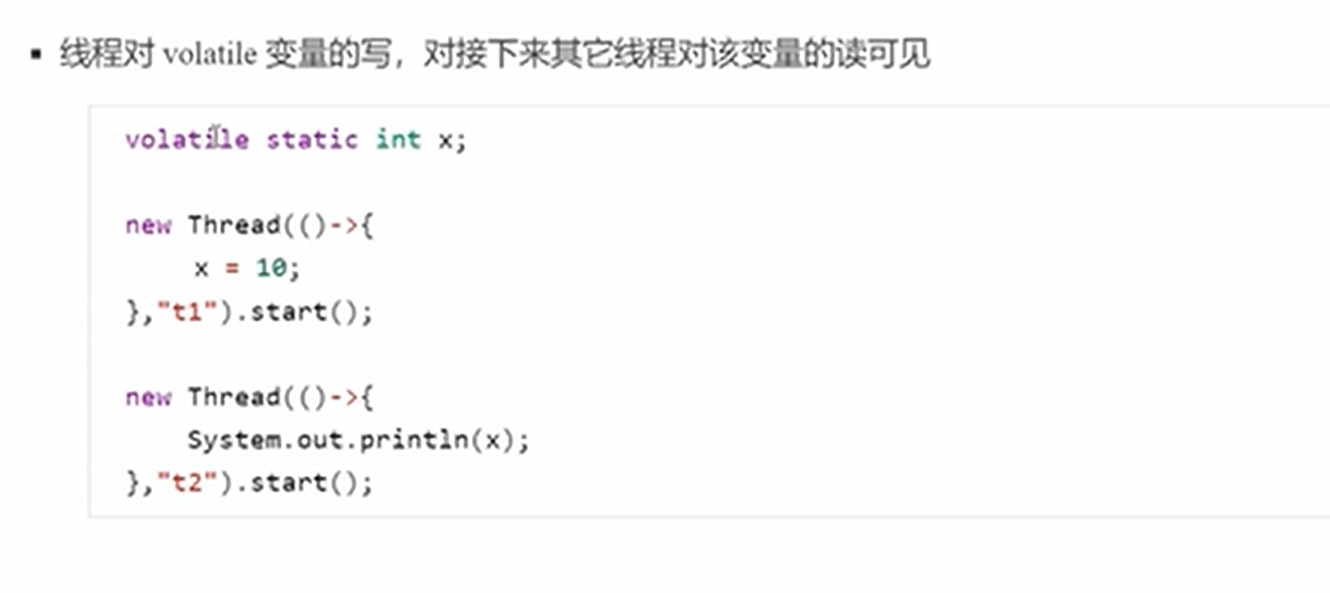 ▪ 线程对 volatile 变量的写，对接下来其它线程对该变量的读可见
volatile static int x;
new Thread(()->{
x = 10;
},"t1").start();
new Thread(()->{
System.out.println(x);
},"t2").start();